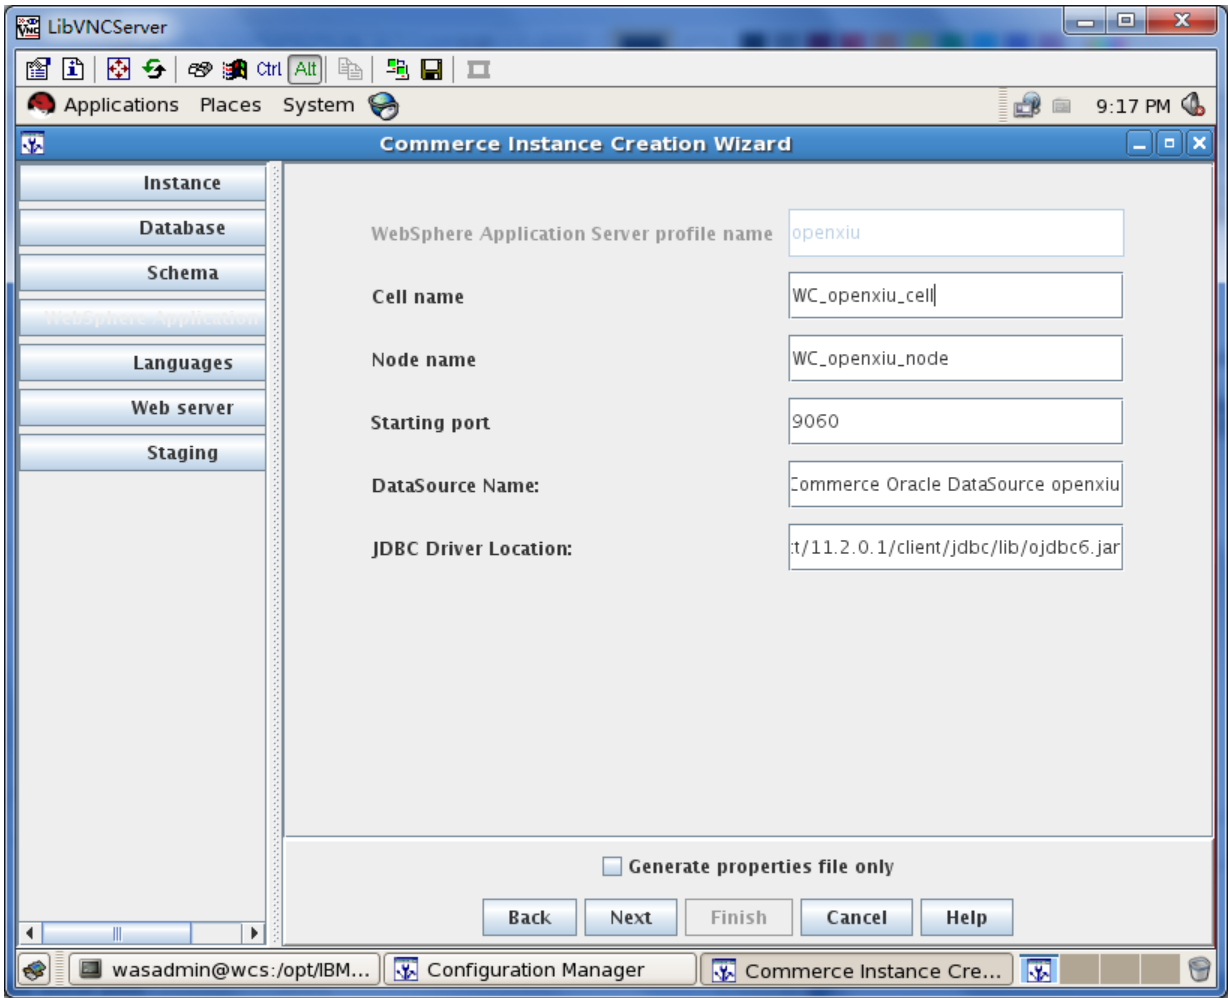 LibVNCServer
Ctrl Alt
Applications Places System 9:17 PM
Commerce Instance Creation Wizard
Instance
Database
Schema
WebSphere Application
Languages
Web server
Staging
WebSphere Application Server profile name openxiu
Cell name WC_openxiu_cell
Node name WC_openxiu_node
Starting port 9060
DataSource Name: Commerce Oracle DataSource openxiu
JDBC Driver Location: :t/11.2.0.1/client/jdbc/lib/ojdbc6.jar
Generate properties file only
Back Next Finish Cancel Help
wasadmin@wcs:/opt/IBM... Configuration Manager Commerce Instance Cre...